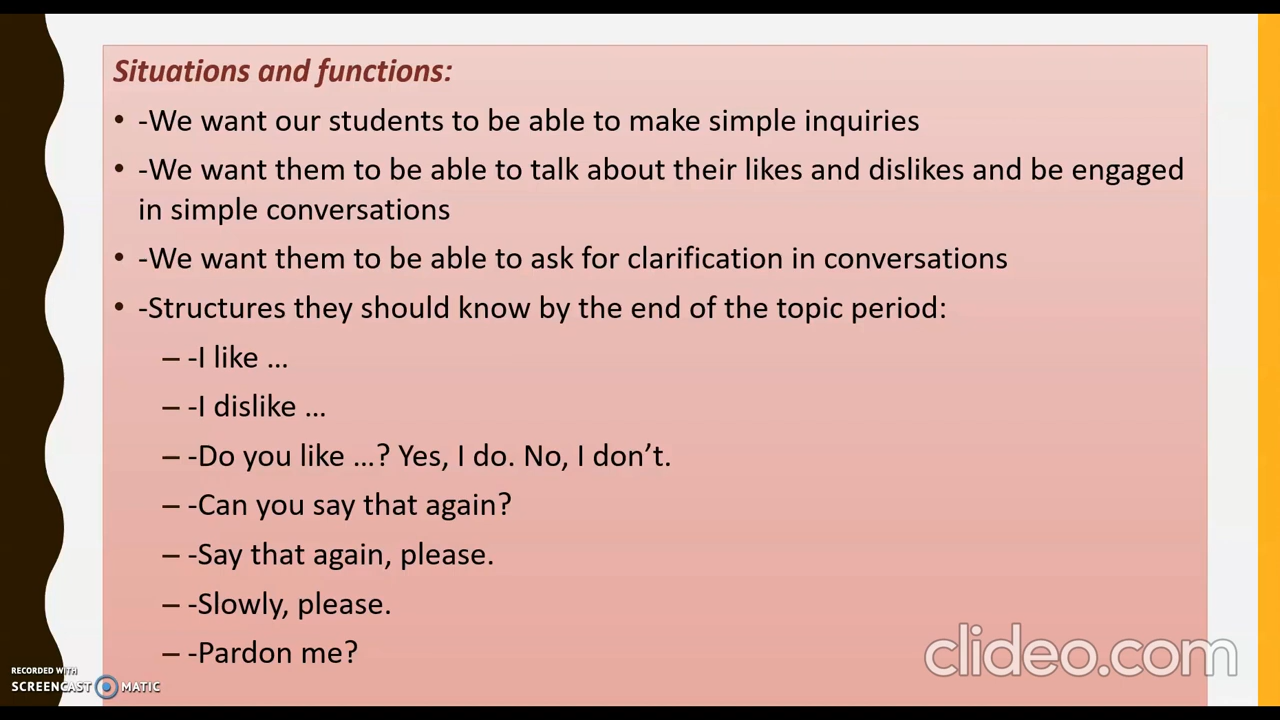 Situations and functions:
• -We want our students to be able to make simple inquiries
• -We want them to be able to talk about their likes and dislikes and be engaged
in simple conversations
• -We want them to be able to ask for clarification in conversations
• -Structures they should know by the end of the topic period:
– -I like …
– -I dislike …
– -Do you like …? Yes, I do. No, I don’t.
– -Can you say that again?
– -Say that again, please.
– -Slowly, please.
– -Pardon me?
clideo.com
RECORDED WITH
SCREENCAST MATIC